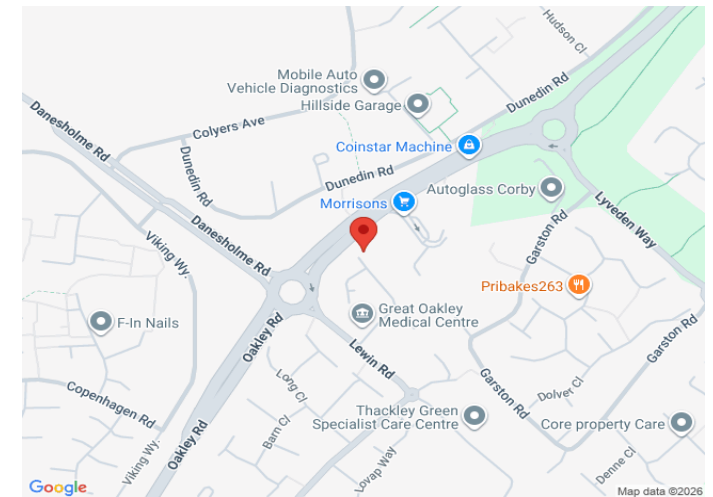 Hudson Cl
Mobile Auto
Vehicle Diagnostics
Hillside Garage
Dunedin Rd
Danesholme Rd
Colyers Ave
Coinstar Machine
Dunedin Rd
Dunedin Rd
Morrisons
Autoglass Corby
Lyveden Way
Danesholme Rd
Viking Wy.
Garston Rd
Pribakes263
F-In Nails
Oakley Rd
Great Oakley
Medical Centre
Garston Rd
Lewin Rd
Copenhagen Rd
Long Cl
Garston Rd
Dolver Cl
Barn Cl
Thackley Green
Specialist Care Centre
Core property Care
Oakley Rd
Viking Wy.
Lovap Way
Denne Cl
Google
Map data ©2026